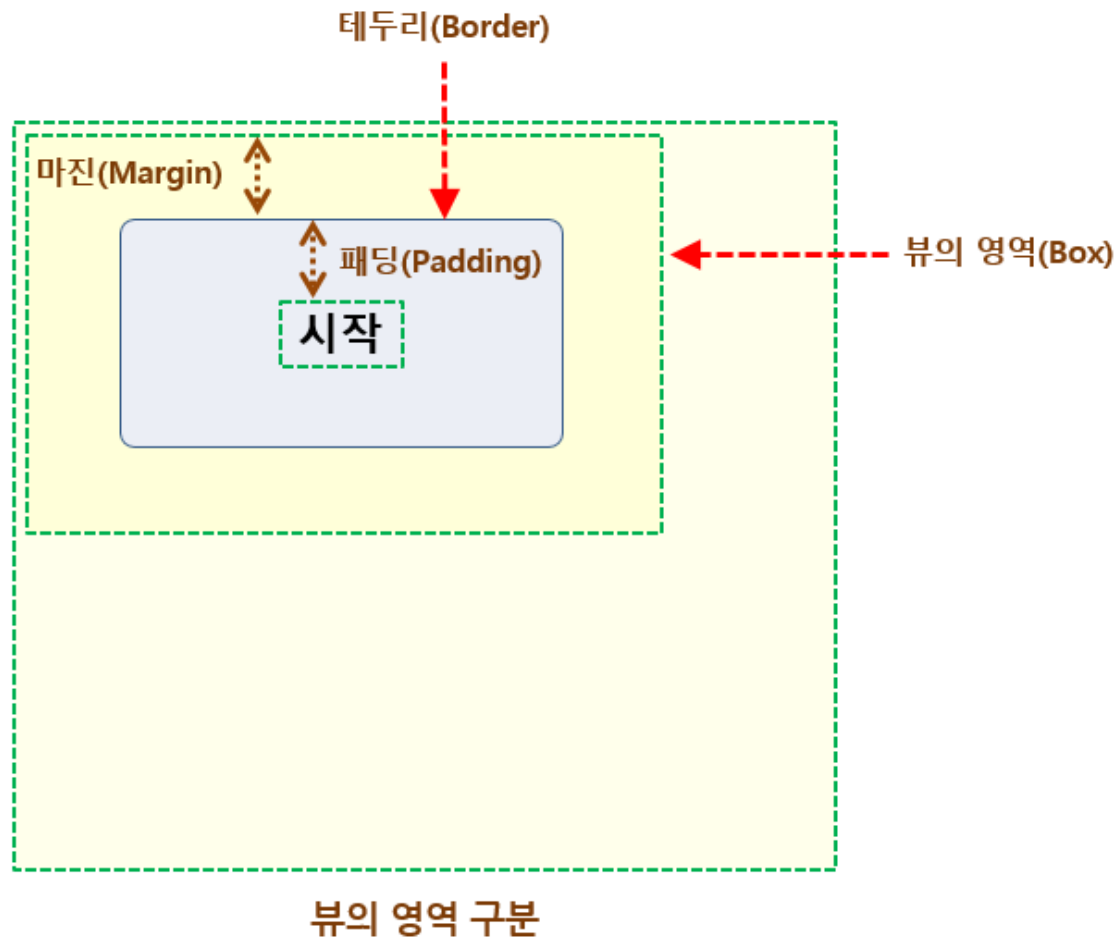 테두리(Border)
마진(Margin)
패딩(Padding)
뷰의 영역(Box)
시작
뷰의 영역 구분